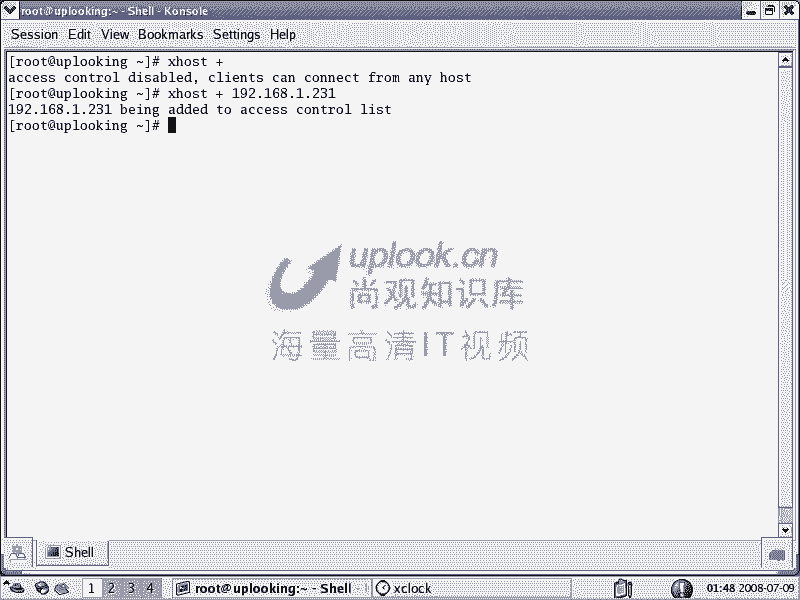 root@uplooking:~ - Shell - Konsole
Session Edit View Bookmarks Settings Help
[root@uplooking ~]# xhost +
access control disabled, clients can connect from any host
[root@uplooking ~]# xhost + 192.168.1.231
192.168.1.231 being added to access control list
[root@uplooking ~]#
uplook.cn
尚观知识库
海量高清IT视频
Shell
1 2 3 4 root@uplooking:~ - Shell xclock 01:48 2008-07-09